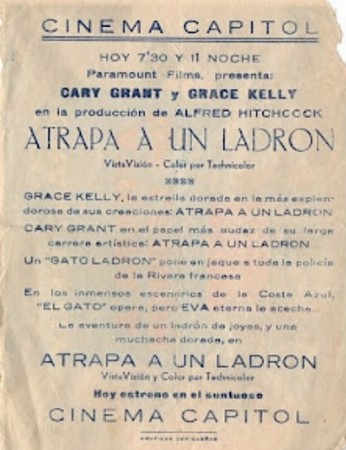 CINEMA CAPITOL
HOY 7'30 Y 11 NOCHE
Paramount Films, presenta:
CARY GRANT y GRACE KELLY
en la producción de ALFRED HITCHCOCK
ATRAPA A UN LADRON
VistaVisión - Color por Technicolor
GRACE KELLY, la estrella dorada en la más esplen-
dorosa de sus creaciones: ATRAPA A UN LADRON
CARY GRANT en el papel más audaz de su larga
carrera artística: ATRAPA A UN LADRON
Un "GATO LADRON" pone en jaque a toda la policía
de la Riviera francesa
En los inmensos escenarios de la Costa Azul,
"EL GATO" opera, pero EVA eterna le acecha...
La aventura de un ladrón de joyas, y una
muchacha dorada, en
ATRAPA A UN LADRON
VistaVisión y Color por Technicolor
Hoy estreno en el suntuoso
CINEMA CAPITOL